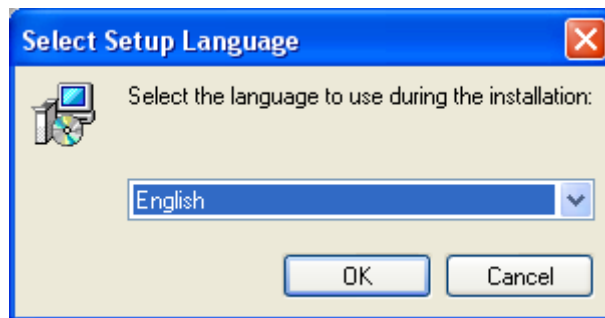 Select Setup Language
Select the language to use during the installation:
English
OK
Cancel